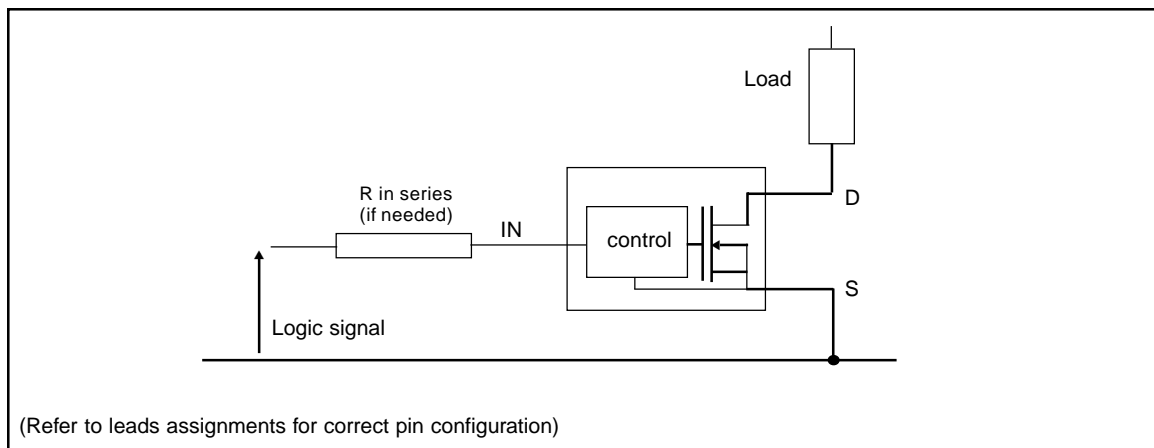 Load
R in series
(if needed)
IN
D
control
S
Logic signal
(Refer to leads assignments for correct pin configuration)